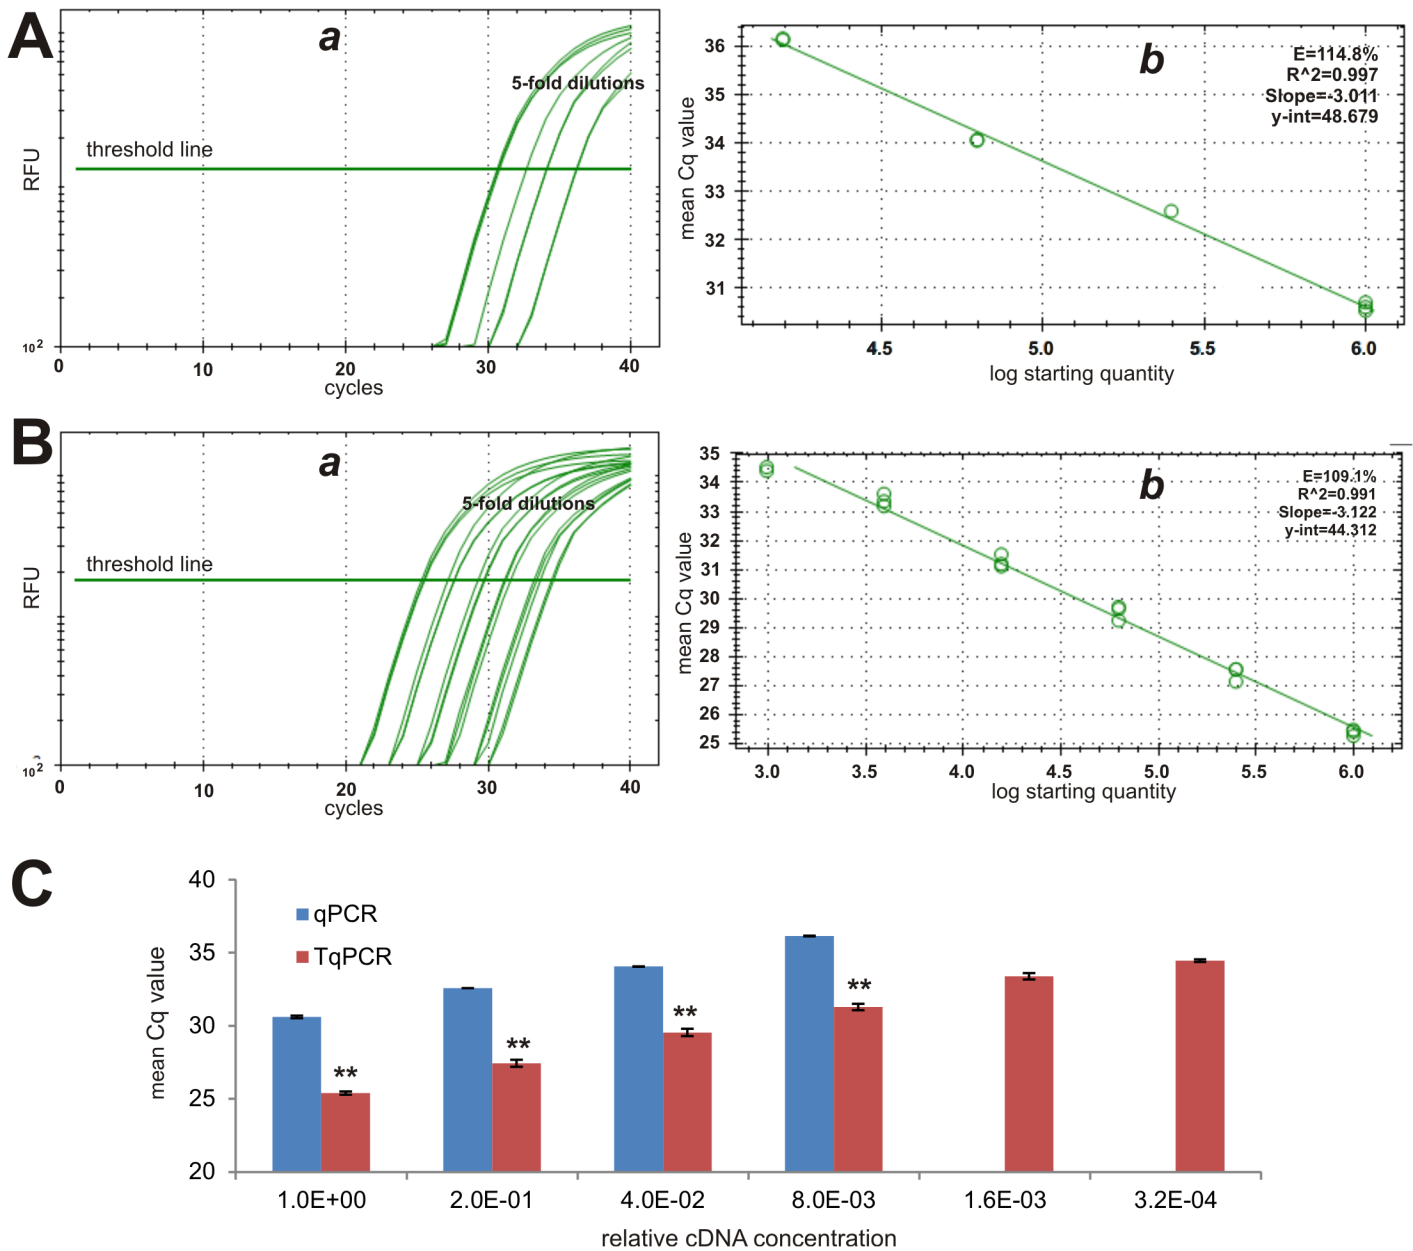 A
a
5-fold dilutions
threshold line
RFU
10²
0 10 20 30 40
cycles
b
E=114.8%
R^2=0.997
Slope=-3.011
y-int=48.679
mean Cq value
36
35
34
33
32
31
4.5 5.0 5.5 6.0
log starting quantity
B
a
5-fold dilutions
threshold line
RFU
10²
0 10 20 30 40
cycles
b
E=109.1%
R^2=0.991
Slope=-3.122
y-int=44.312
mean Cq value
35
34
33
32
31
30
29
28
27
26
25
3.0 3.5 4.0 4.5 5.0 5.5 6.0
log starting quantity
C
mean Cq value
40
35
30
25
20
qPCR
TqPCR
**
**
**
**
1.0E+00 2.0E-01 4.0E-02 8.0E-03 1.6E-03 3.2E-04
relative cDNA concentration